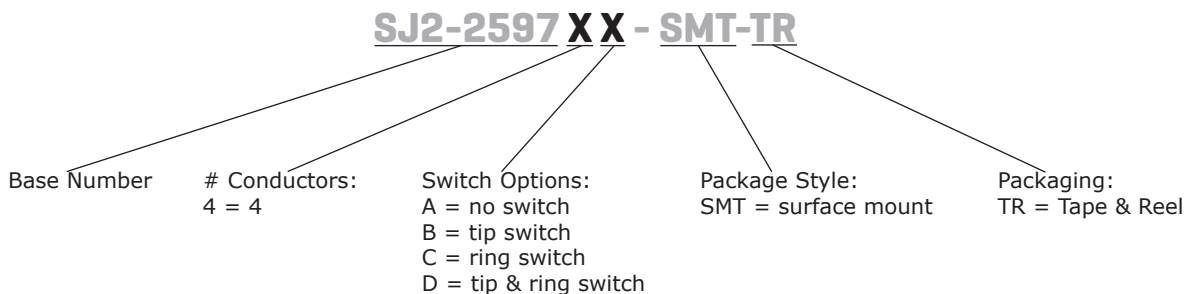 SJ2-2597 X X - SMT-TR
Base Number
# Conductors:
4 = 4
Switch Options:
A = no switch
B = tip switch
C = ring switch
D = tip & ring switch
Package Style:
SMT = surface mount
Packaging:
TR = Tape & Reel